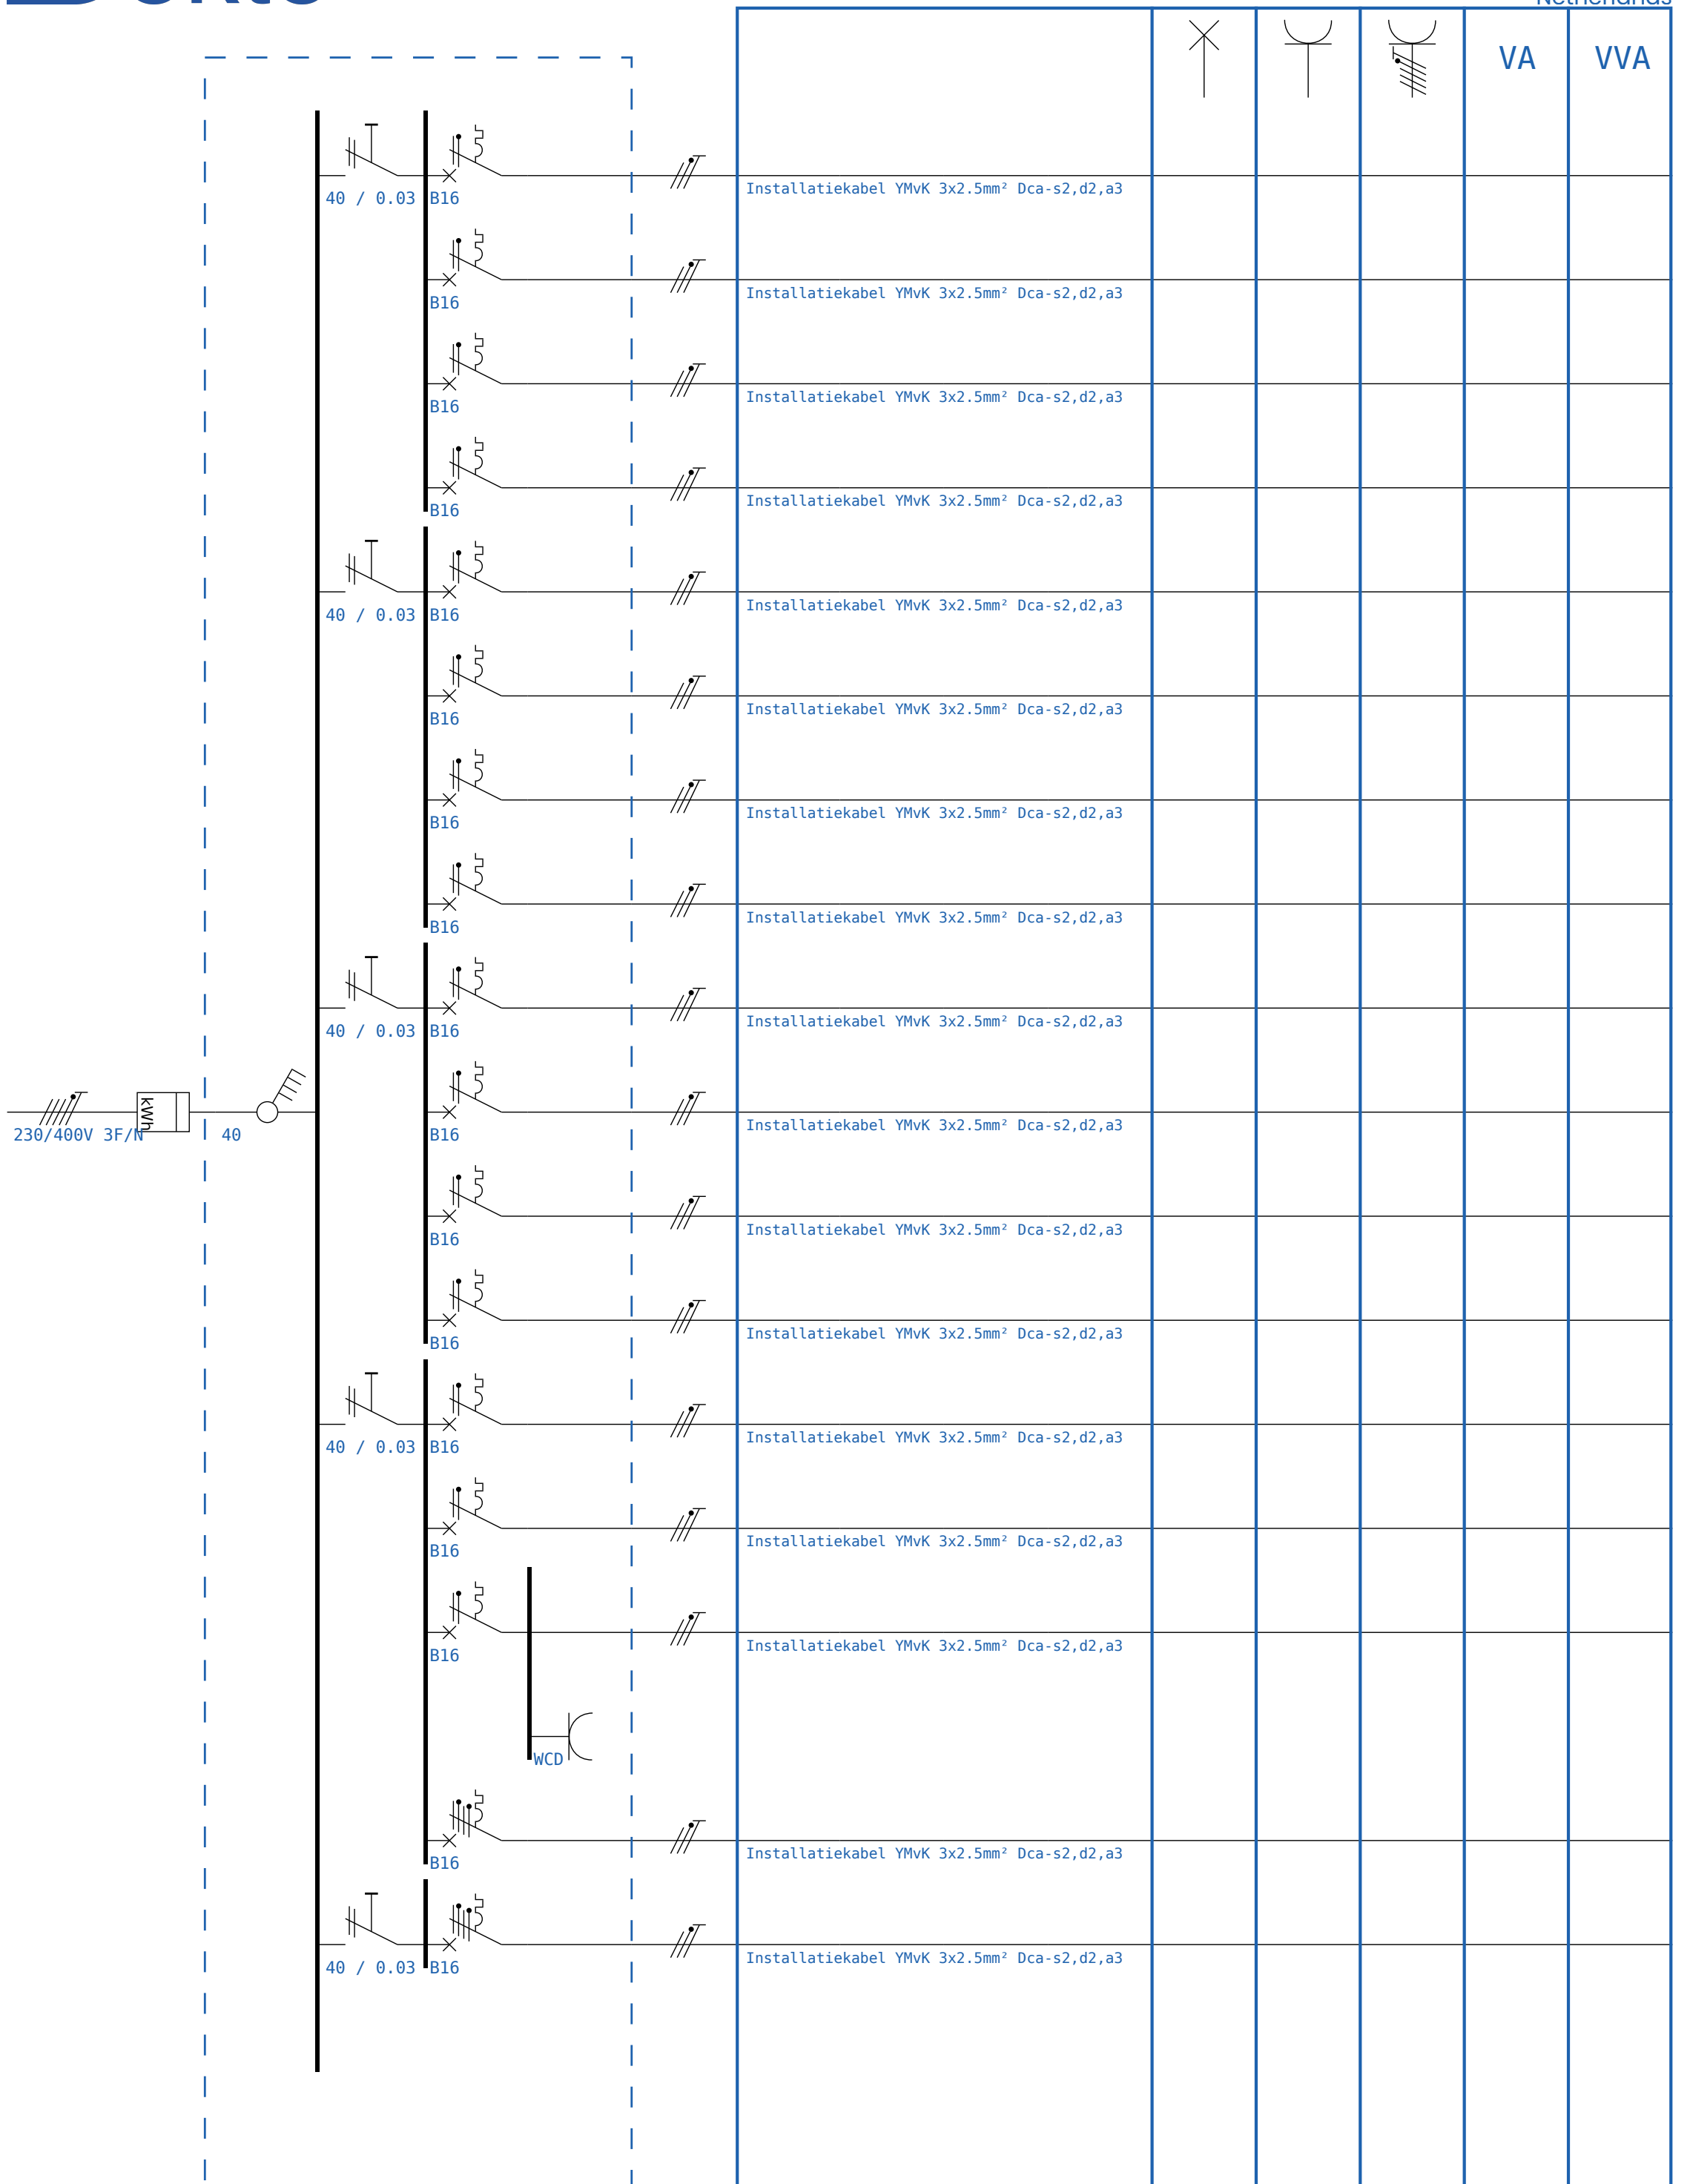 VA VVA
40 / 0.03 B16 Installatiekabel YMvK 3x2.5mm² Dca-s2,d2,a3
B16 Installatiekabel YMvK 3x2.5mm² Dca-s2,d2,a3
B16 Installatiekabel YMvK 3x2.5mm² Dca-s2,d2,a3
B16 Installatiekabel YMvK 3x2.5mm² Dca-s2,d2,a3
40 / 0.03 B16 Installatiekabel YMvK 3x2.5mm² Dca-s2,d2,a3
B16 Installatiekabel YMvK 3x2.5mm² Dca-s2,d2,a3
B16 Installatiekabel YMvK 3x2.5mm² Dca-s2,d2,a3
B16 Installatiekabel YMvK 3x2.5mm² Dca-s2,d2,a3
40 / 0.03 B16 Installatiekabel YMvK 3x2.5mm² Dca-s2,d2,a3
kWh
230/400V 3F/N 40 B16 Installatiekabel YMvK 3x2.5mm² Dca-s2,d2,a3
B16 Installatiekabel YMvK 3x2.5mm² Dca-s2,d2,a3
B16 Installatiekabel YMvK 3x2.5mm² Dca-s2,d2,a3
40 / 0.03 B16 Installatiekabel YMvK 3x2.5mm² Dca-s2,d2,a3
B16 Installatiekabel YMvK 3x2.5mm² Dca-s2,d2,a3
B16 Installatiekabel YMvK 3x2.5mm² Dca-s2,d2,a3
WCD
B16 Installatiekabel YMvK 3x2.5mm² Dca-s2,d2,a3
40 / 0.03 B16 Installatiekabel YMvK 3x2.5mm² Dca-s2,d2,a3